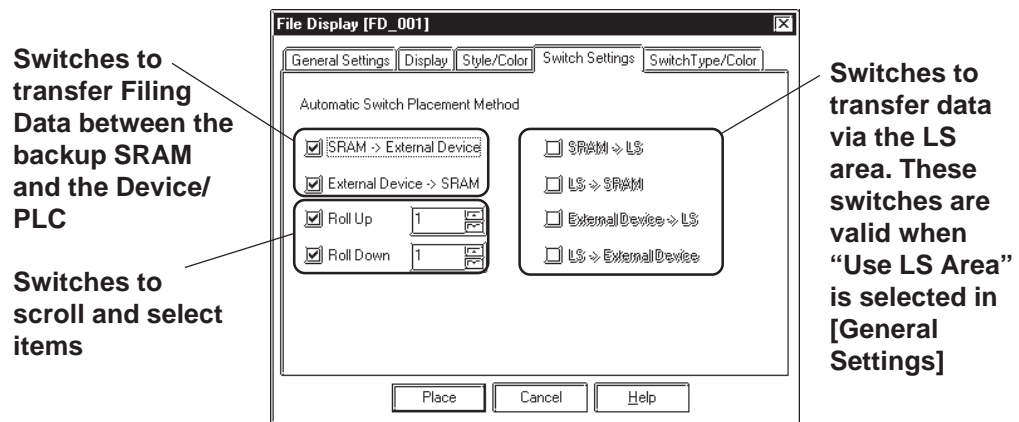 Switches to
transfer Filing
Data between the
backup SRAM
and the Device/
PLC
Switches to
scroll and select
items
File Display [FD_001]
General Settings Display Style/Color Switch Settings SwitchType/Color
Automatic Switch Placement Method
SRAM -> External Device
External Device -> SRAM
Roll Up 1
Roll Down 1
SRAM -> LS
LS -> SRAM
External Device -> LS
LS -> External Device
Place Cancel Help
Switches to
transfer data
via the LS
area. These
switches are
valid when
“Use LS Area”
is selected in
[General
Settings]